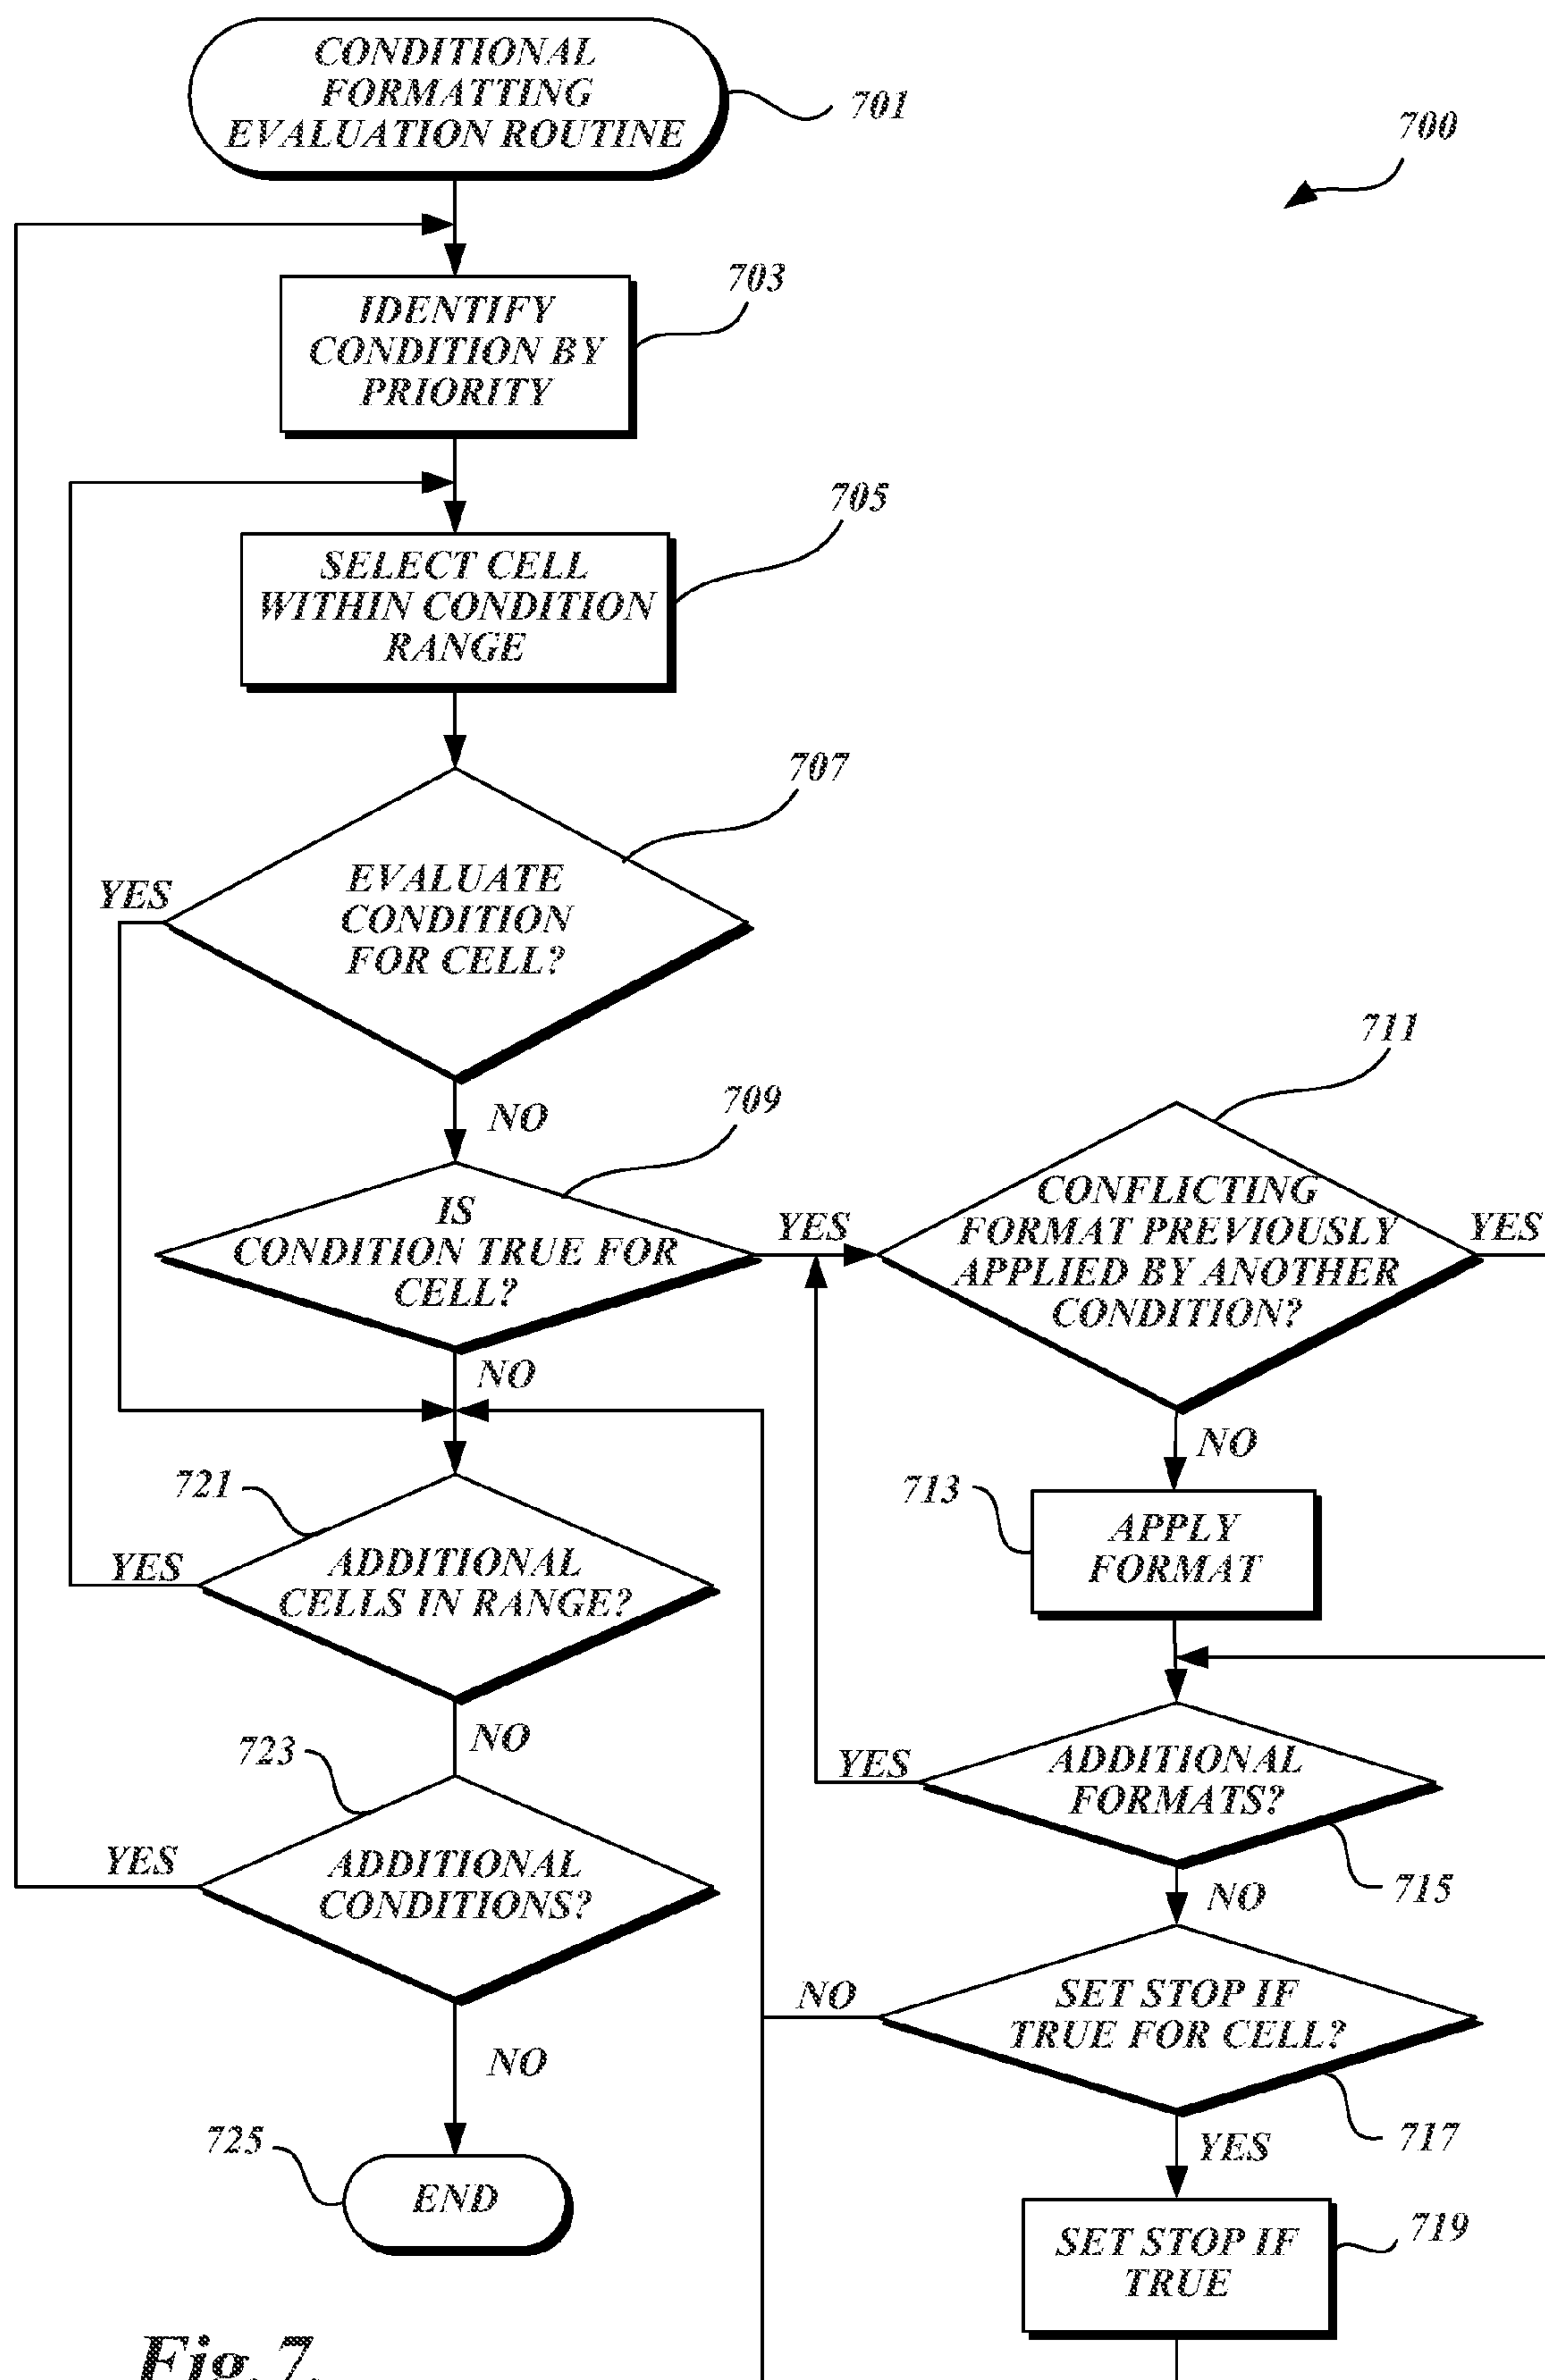 CONDITIONAL
FORMATTING
EVALUATION ROUTINE
701
700
IDENTIFY
CONDITION BY
PRIORITY
703
SELECT CELL
WITHIN CONDITION
RANGE
705
EVALUATE
CONDITION
FOR CELL?
707
YES
NO
IS
CONDITION TRUE FOR
CELL?
709
YES
NO
CONFLICTING
FORMAT PREVIOUSLY
APPLIED BY ANOTHER
CONDITION?
711
YES
NO
713
APPLY
FORMAT
ADDITIONAL
FORMATS?
715
YES
NO
SET STOP IF
TRUE FOR CELL?
717
NO
YES
SET STOP IF
TRUE
719
721
ADDITIONAL
CELLS IN RANGE?
YES
NO
723
ADDITIONAL
CONDITIONS?
YES
NO
725
END
Fig.7.